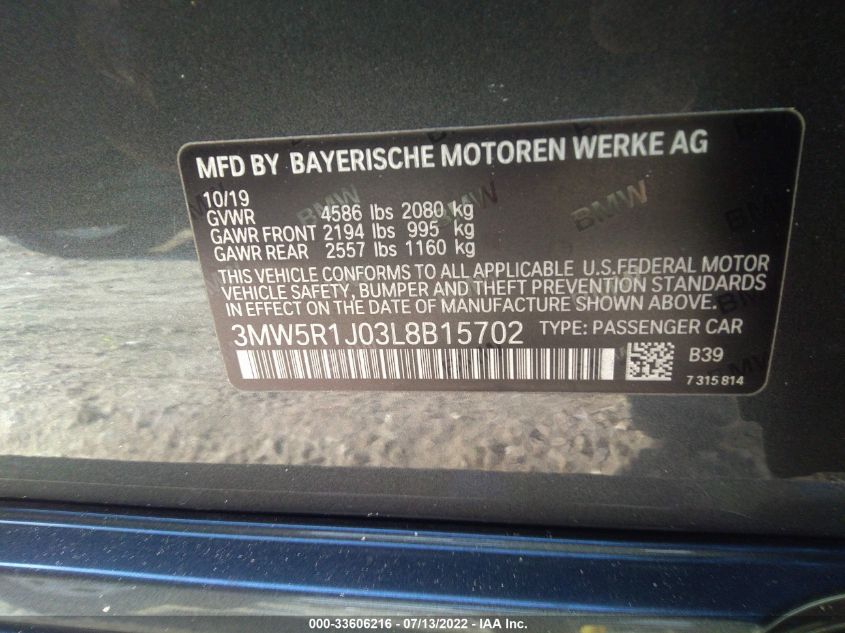 MFD BY BAYERISCHE MOTOREN WERKE AG
10/19
GVWR 4586 lbs 2080 kg
GAWR FRONT 2194 lbs 995 kg
GAWR REAR 2557 lbs 1160 kg
THIS VEHICLE CONFORMS TO ALL APPLICABLE U.S.FEDERAL MOTOR
VEHICLE SAFETY, BUMPER AND THEFT PREVENTION STANDARDS
IN EFFECT ON THE DATE OF MANUFACTURE SHOWN ABOVE.
3MW5R1J03L8B15702 TYPE: PASSENGER CAR
B39
7 315 814
BMW
000-33606216 - 07/13/2022 - IAA Inc.